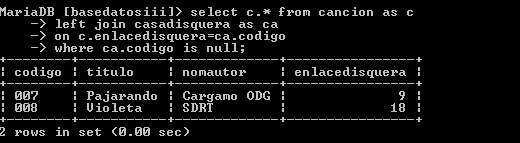 MariaDB [basedatosiii]> select c.* from cancion as c
-> left join casadisquera as ca
-> on c.enlacedisquera=ca.codigo
-> where ca.codigo is null;
+--------+-----------+-------------+----------------+
| codigo | titulo | nomautor | enlacedisquera |
+--------+-----------+-------------+----------------+
| 007 | Pajarando | Cargamo ODG | 9 |
| 008 | Violeta | SDRT | 18 |
+--------+-----------+-------------+----------------+
2 rows in set (0.00 sec)